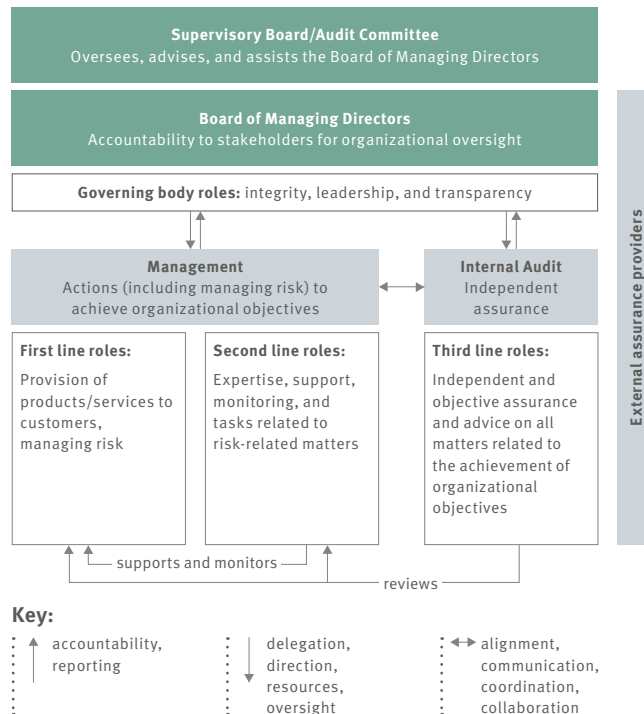 Supervisory Board/Audit Committee
Oversees, advises, and assists the Board of Managing Directors
Board of Managing Directors
Accountability to stakeholders for organizational oversight
Governing body roles: integrity, leadership, and transparency
Management
Actions (including managing risk) to
achieve organizational objectives
Internal Audit
Independent
assurance
First line roles:
Provision of
products/services to
customers,
managing risk
Second line roles:
Expertise, support,
monitoring, and
tasks related to
risk-related matters
Third line roles:
Independent and
objective assurance
and advice on all
matters related to
the achievement of
organizational
objectives
External assurance providers
supports and monitors
reviews
Key:
accountability,
reporting
delegation,
direction,
resources,
oversight
alignment,
communication,
coordination,
collaboration